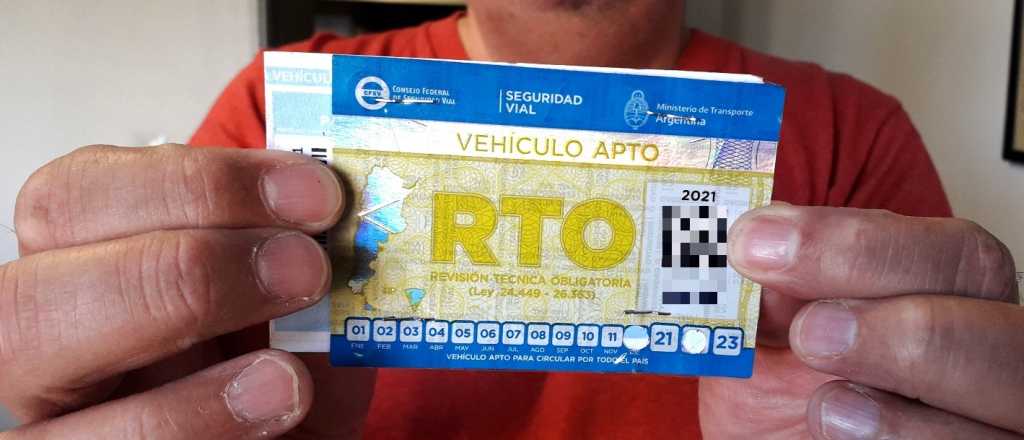 VEHÍCUL
P
CFSV
CONSEJO FEDERAL
DE SEGURIDAD VIAL
SEGURIDAD
VIAL
Ministerio de Transporte
Argentina
VEHÍCULO APTO
2021
RTO
REVISIÓN TÉCNICA OBLIGATORIA
(Ley 24.449 - 26.363)
01 02 03 04 05 06 07 08 09 10 11 21 23
ENE FEB MAR ABR MAY JUN JUL AGO SEP OCT NOV
VEHÍCULO APTO PARA CIRCULAR POR TODO EL PAÍS